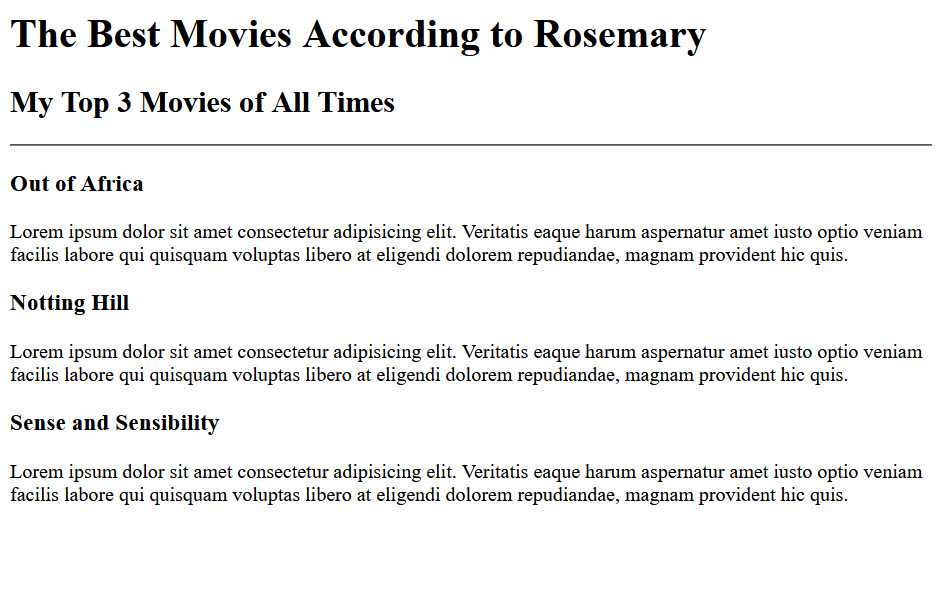 The Best Movies According to Rosemary
My Top 3 Movies of All Times
Out of Africa
Lorem ipsum dolor sit amet consectetur adipisicing elit. Veritatis eaque harum aspernatur amet iusto optio veniam
facilis labore qui quisquam voluptas libero at eligendi dolorem repudiandae, magnam provident hic quis.
Notting Hill
Lorem ipsum dolor sit amet consectetur adipisicing elit. Veritatis eaque harum aspernatur amet iusto optio veniam
facilis labore qui quisquam voluptas libero at eligendi dolorem repudiandae, magnam provident hic quis.
Sense and Sensibility
Lorem ipsum dolor sit amet consectetur adipisicing elit. Veritatis eaque harum aspernatur amet iusto optio veniam
facilis labore qui quisquam voluptas libero at eligendi dolorem repudiandae, magnam provident hic quis.